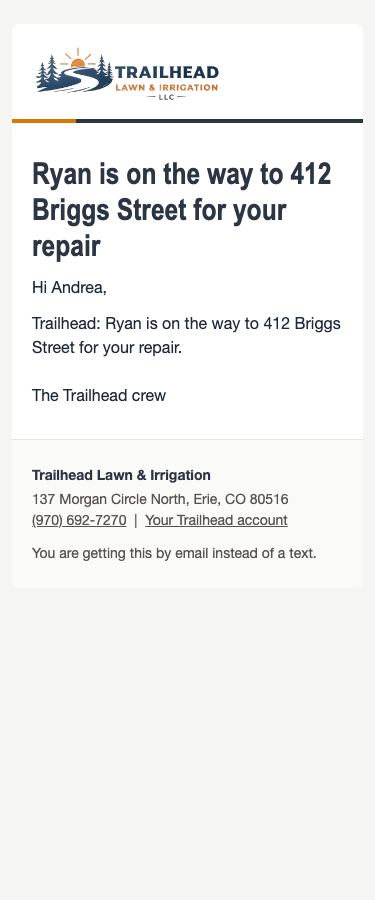 TRAILHEAD
LAWN & IRRIGATION
LLC
Ryan is on the way to 412
Briggs Street for your
repair
Hi Andrea,
Trailhead: Ryan is on the way to 412 Briggs
Street for your repair.
The Trailhead crew
Trailhead Lawn & Irrigation
137 Morgan Circle North, Erie, CO 80516
(970) 692-7270 | Your Trailhead account
You are getting this by email instead of a text.